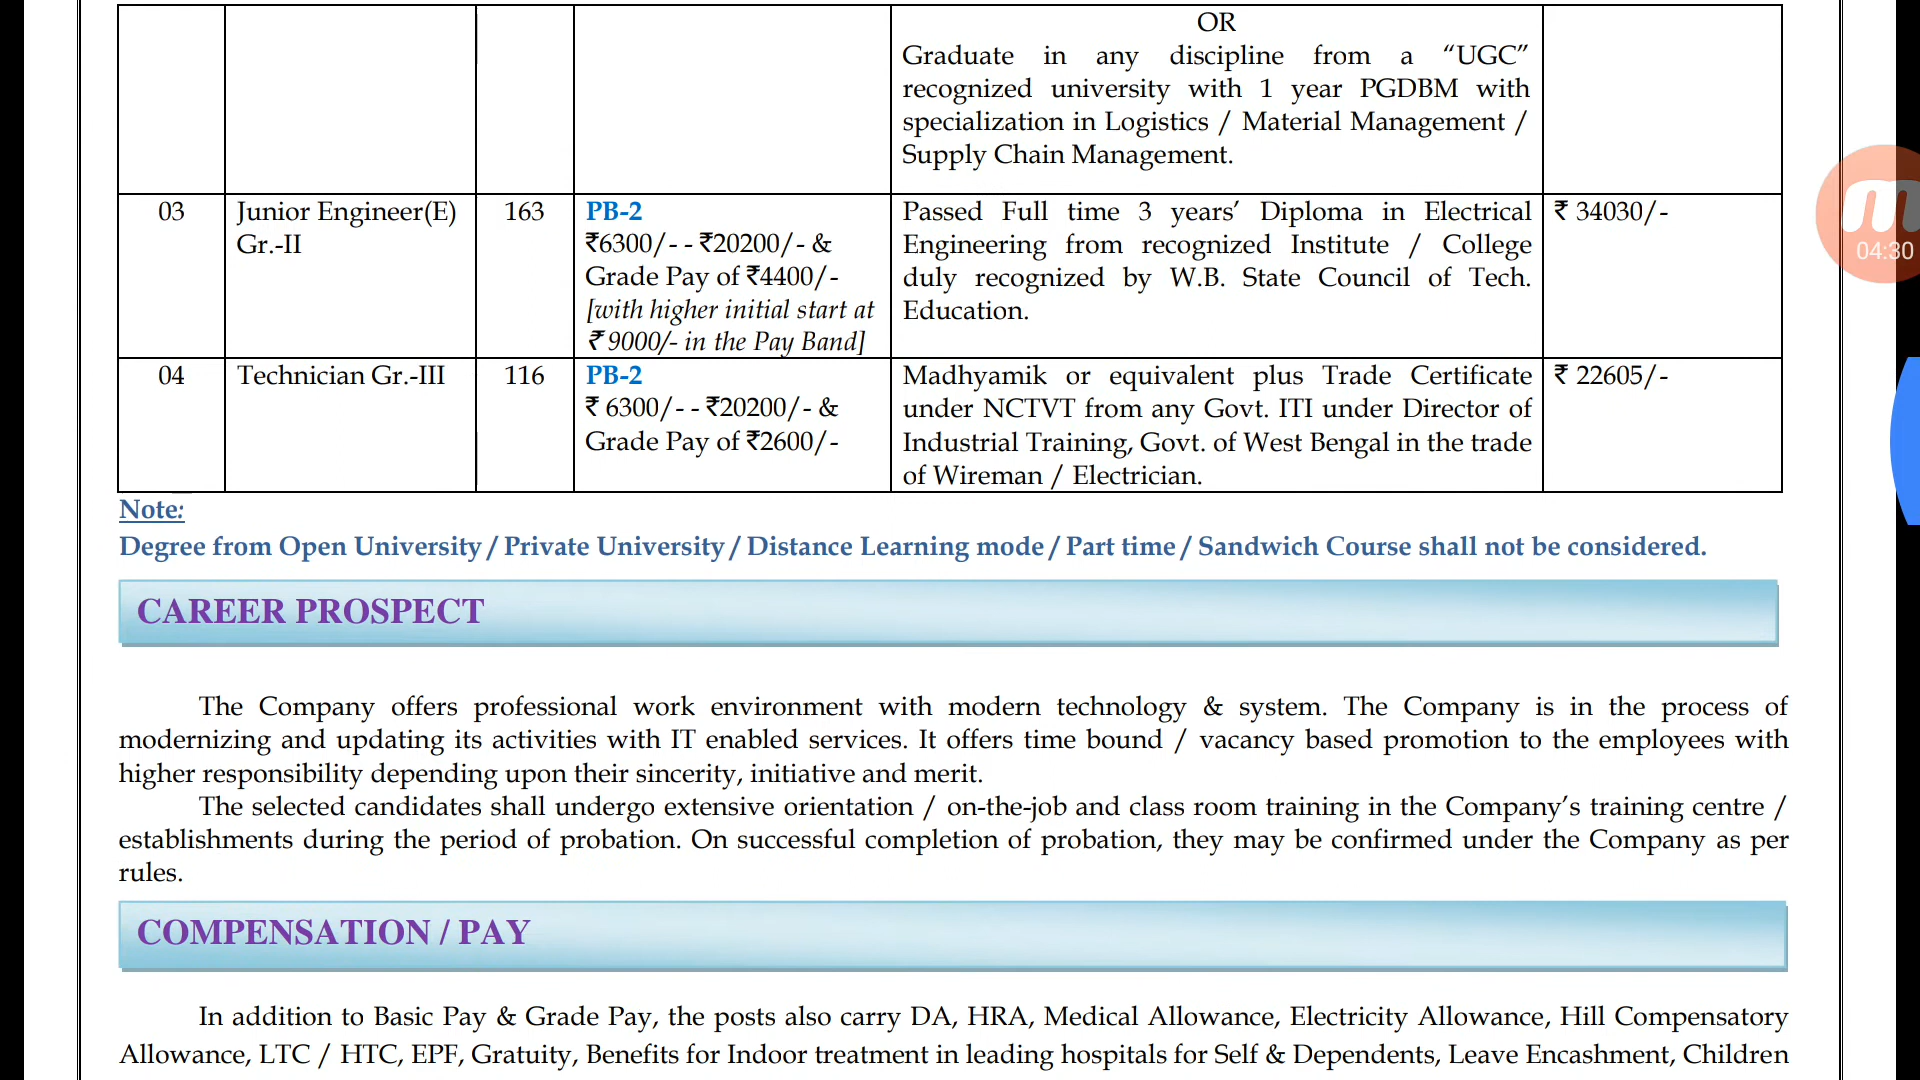 OR
Graduate in any discipline from a “UGC”
recognized university with 1 year PGDBM with
specialization in Logistics / Material Management /
Supply Chain Management.
03
Junior Engineer(E)
Gr.-II
163
PB-2
₹6300/- - ₹20200/- &
Grade Pay of ₹4400/-
[with higher initial start at
₹ 9000/- in the Pay Band]
Passed Full time 3 years’ Diploma in Electrical
Engineering from recognized Institute / College
duly recognized by W.B. State Council of Tech.
Education.
₹ 34030/-
04
Technician Gr.-III
116
PB-2
₹ 6300/- - ₹20200/- &
Grade Pay of ₹2600/-
Madhyamik or equivalent plus Trade Certificate
under NCTVT from any Govt. ITI under Director of
Industrial Training, Govt. of West Bengal in the trade
of Wireman / Electrician.
₹ 22605/-
04:30
Note:
Degree from Open University / Private University / Distance Learning mode / Part time / Sandwich Course shall not be considered.
CAREER PROSPECT
The Company offers professional work environment with modern technology & system. The Company is in the process of
modernizing and updating its activities with IT enabled services. It offers time bound / vacancy based promotion to the employees with
higher responsibility depending upon their sincerity, initiative and merit.
The selected candidates shall undergo extensive orientation / on-the-job and class room training in the Company’s training centre /
establishments during the period of probation. On successful completion of probation, they may be confirmed under the Company as per
rules.
COMPENSATION / PAY
In addition to Basic Pay & Grade Pay, the posts also carry DA, HRA, Medical Allowance, Electricity Allowance, Hill Compensatory
Allowance, LTC / HTC, EPF, Gratuity, Benefits for Indoor treatment in leading hospitals for Self & Dependents, Leave Encashment, Children